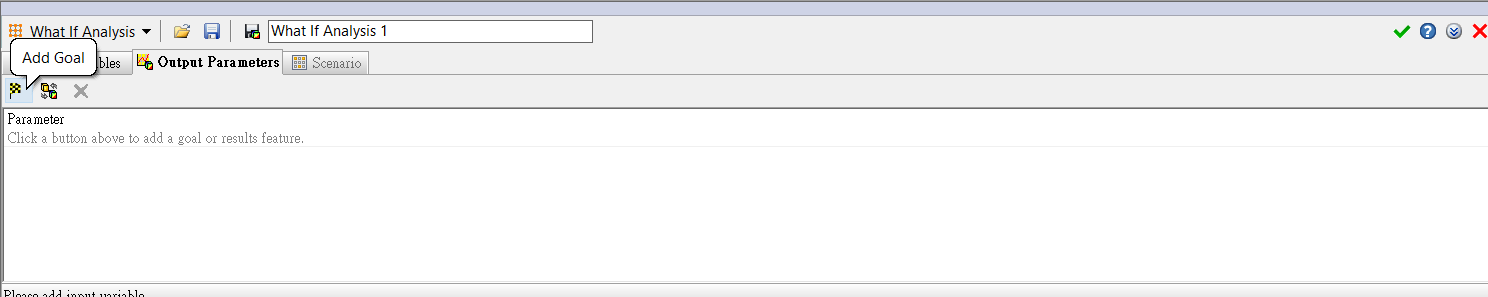 What If Analysis What If Analysis 1
Add Goal
bles Output Parameters Scenario
Parameter
Click a button above to add a goal or results feature.
Please add input variable